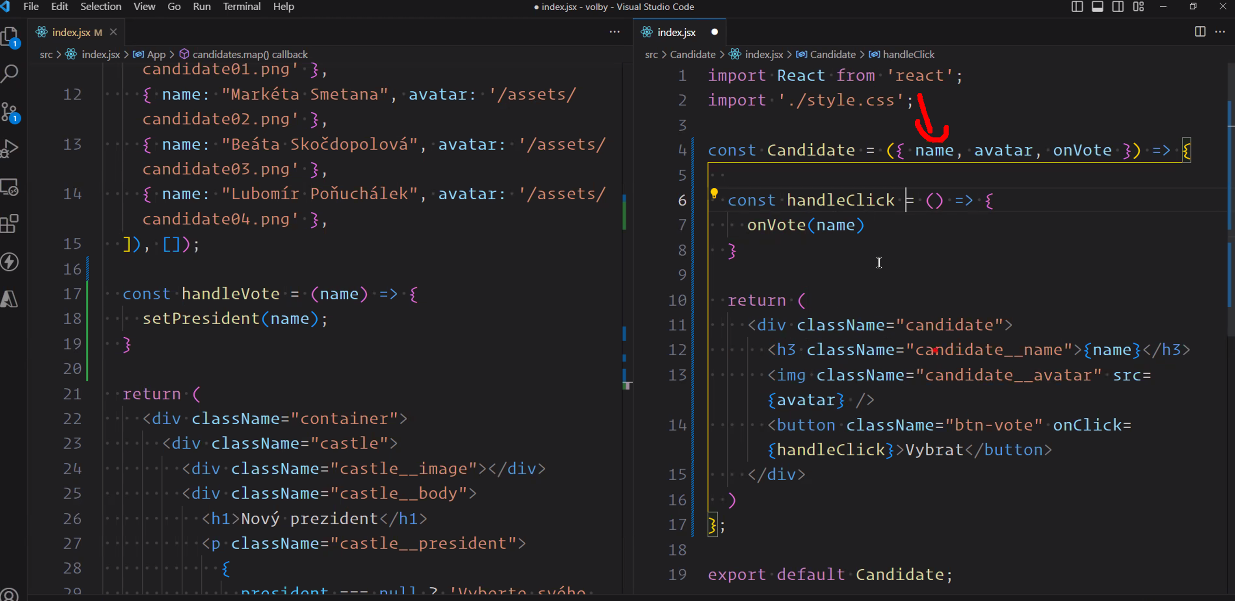 File Edit Selection View Go Run Terminal Help
● index.jsx - volby - Visual Studio Code
index.jsx M
src > index.jsx > App > candidates.map() callback
candidate01.png' },
12 { name: "Markéta Smetana", avatar: '/assets/
candidate02.png' },
13 { name: "Beáta Skočdopolová", avatar: '/assets/
candidate03.png' },
14 { name: "Lubomír Poňuchálek", avatar: '/assets/
candidate04.png' },
15 ]), []);
16
17 const handleVote = (name) => {
18 setPresident(name);
19 }
20
21 return (
22 <div className="container">
23 <div className="castle">
24 <div className="castle__image"></div>
25 <div className="castle__body">
26 <h1>Nový prezident</h1>
27 <p className="castle__president">
28 {
29 president === null ? 'Vyberte svého
index.jsx
src > Candidate > index.jsx > Candidate > handleClick
1 import React from 'react';
2 import './style.css';
3
4 const Candidate = ({ name, avatar, onVote }) => {
5
6 const handleClick = () => {
7 onVote(name)
8 }
9
10 return (
11 <div className="candidate">
12 <h3 className="candidate__name">{name}</h3>
13 <img className="candidate__avatar" src=
{avatar} />
14 <button className="btn-vote" onClick=
{handleClick}>Vybrat</button>
15 </div>
16 )
17 };
18
19 export default Candidate;
1
1